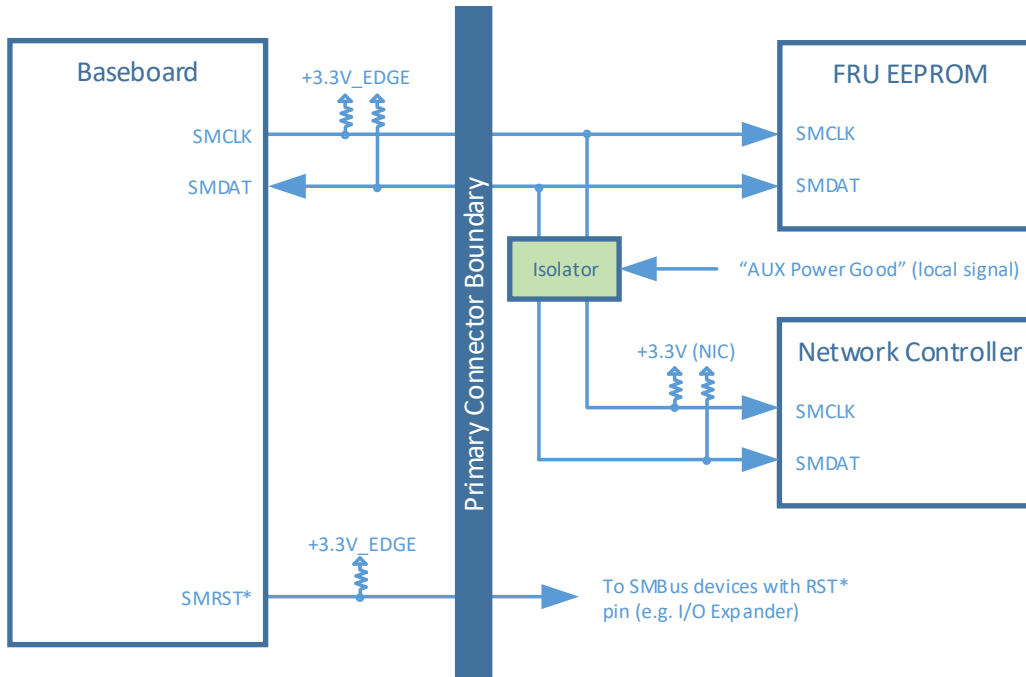 Baseboard
+3.3V_EDGE
SMCLK
SMDAT
Primary Connector Boundary
FRU EEPROM
SMCLK
SMDAT
Isolator
“AUX Power Good” (local signal)
+3.3V (NIC)
Network Controller
SMCLK
SMDAT
+3.3V_EDGE
SMRST*
To SMBus devices with RST*
pin (e.g. I/O Expander)